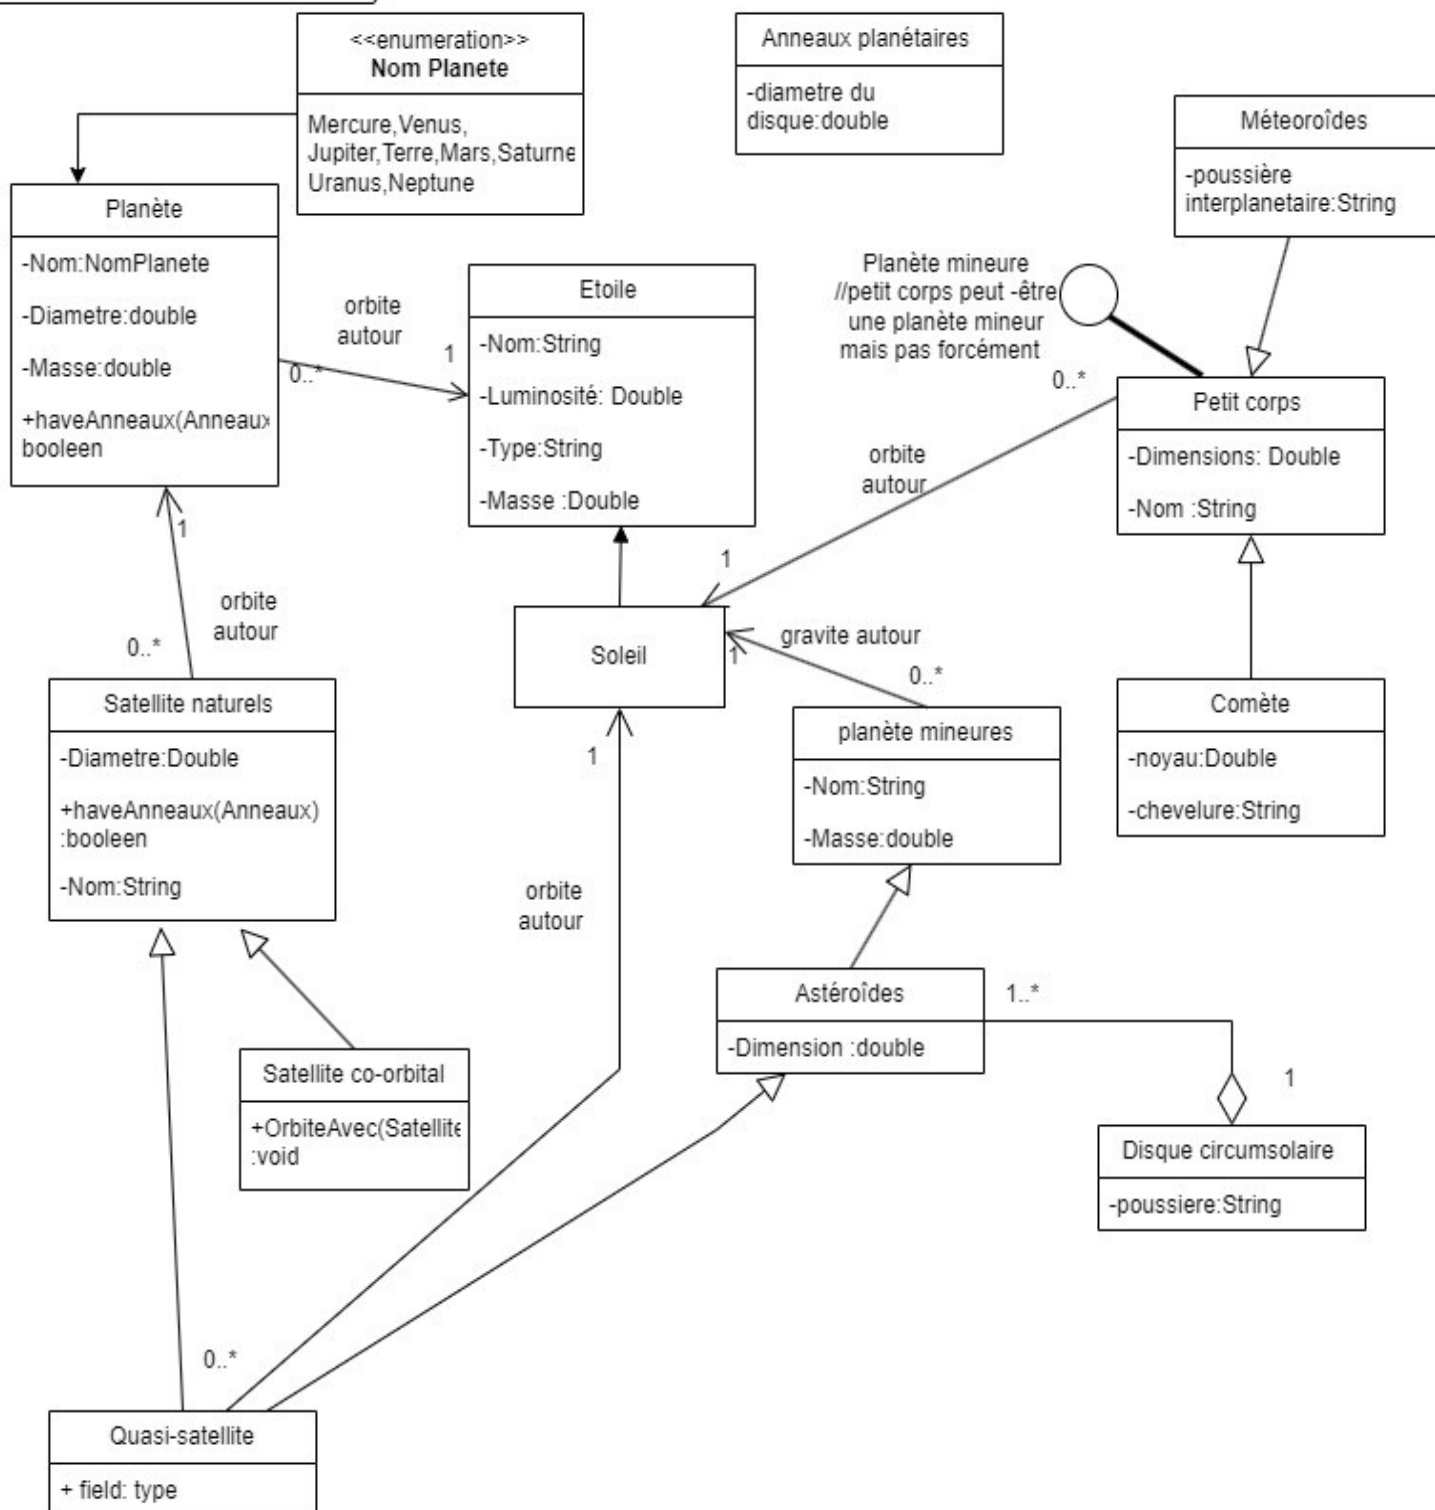 <<enumeration>>
Nom Planete
Mercure,Venus,
Jupiter,Terre,Mars,Saturne
Uranus,Neptune
Anneaux planétaires
-diametre du
disque:double
Méteoroîdes
-poussière
interplanetaire:String
Planète
-Nom:NomPlanete
-Diametre:double
-Masse:double
+haveAnneaux(Anneaux
booleen
orbite
autour
1
0..*
Etoile
-Nom:String
-Luminosité: Double
-Type:String
-Masse :Double
Planète mineure
//petit corps peut -être
une planète mineur
mais pas forcément
0..*
Petit corps
-Dimensions: Double
-Nom :String
orbite
autour
1
1
orbite
autour
0..*
Soleil
gravite autour
1
0..*
Satellite naturels
-Diametre:Double
+haveAnneaux(Anneaux)
:booleen
-Nom:String
1
planète mineures
-Nom:String
-Masse:double
Comète
-noyau:Double
-chevelure:String
orbite
autour
Astéroîdes
-Dimension :double
1..*
1
Satellite co-orbital
+OrbiteAvec(Satellite
:void
Disque circumsolaire
-poussiere:String
0..*
Quasi-satellite
+ field: type